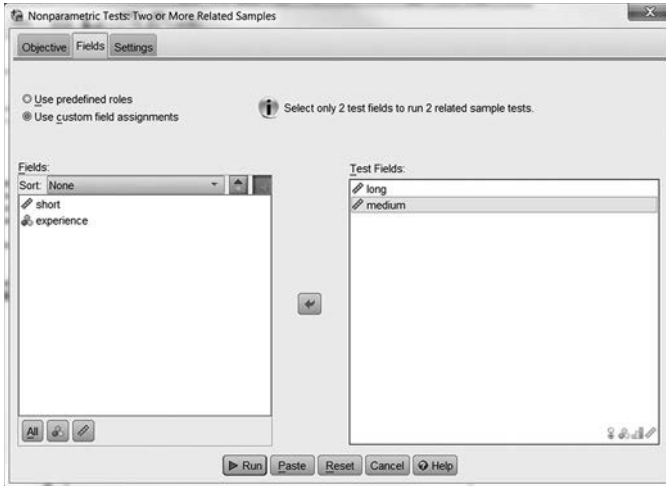 Nonparametric Tests: Two or More Related Samples
X
Objective Fields Settings
Use predefined roles
Use custom field assignments
i Select only 2 test fields to run 2 related sample tests.
Fields:
Sort: None
short
experience
Test Fields:
long
medium
All
Run Paste Reset Cancel Help